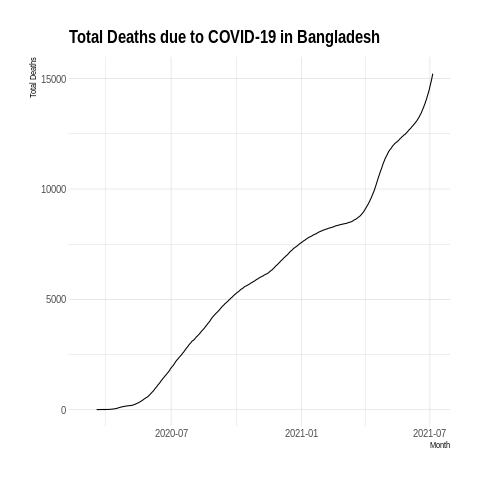 Total Deaths due to COVID-19 in Bangladesh
Total Deaths
15000
10000
5000
0
2020-07 2021-01 2021-07
Month